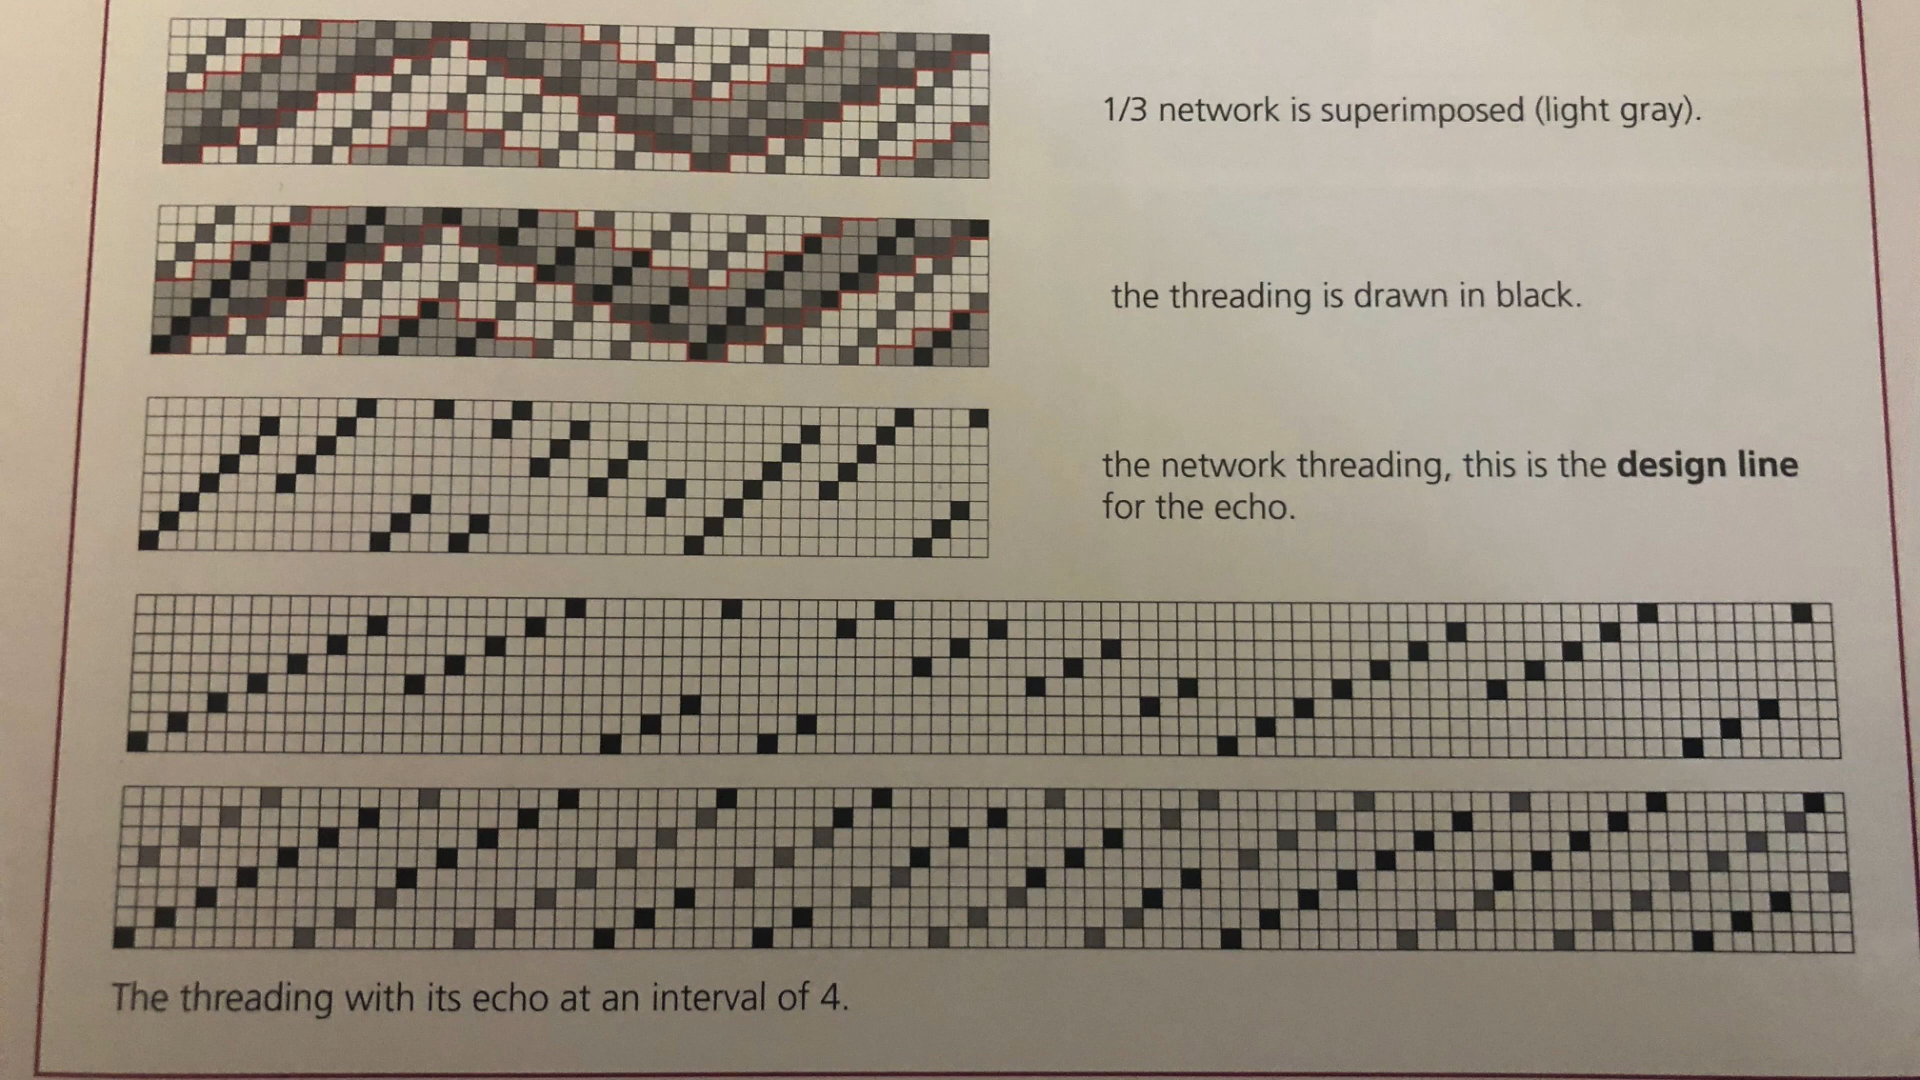 1/3 network is superimposed (light gray).
the threading is drawn in black.
the network threading, this is the design line
for the echo.
The threading with its echo at an interval of 4.